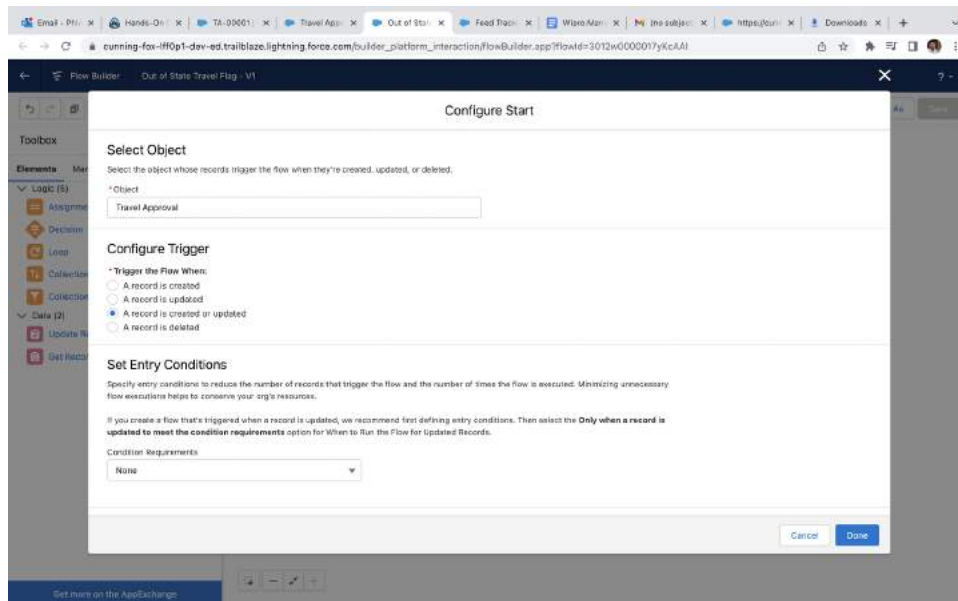 Email - Phi
Hands-On
TA-00001
Travel App
Out of Stat
Feed Track
Wipro
(no subject
https://cun
Downloads
cunning-fox-lff0p1-dev-ed.trailblaze.lightning.force.com/builder_platform_interaction/flowBuilder.app?flowId=3012w0000017yKcAAI
Flow Builder
Out of State Travel Flag - V1
Configure Start
As
Save
Toolbox
Elements
Man
Logic (5)
Assignme
Decision
Loop
Collection
Collection
Data (2)
Update R
Get Recor
Select Object
Select the object whose records trigger the flow when they're created, updated, or deleted.
*Object
Travel Approval
Configure Trigger
*Trigger the Flow When:
A record is created
A record is updated
A record is created or updated
A record is deleted
Set Entry Conditions
Specify entry conditions to reduce the number of records that trigger the flow and the number of times the flow is executed. Minimizing unnecessary
flow executions helps to conserve your org's resources.
If you create a flow that's triggered when a record is updated, we recommend first defining entry conditions. Then select the Only when a record is
updated to meet the condition requirements option for When to Run the Flow for Updated Records.
Condition Requirements
None
Cancel
Done
Get more on the AppExchange